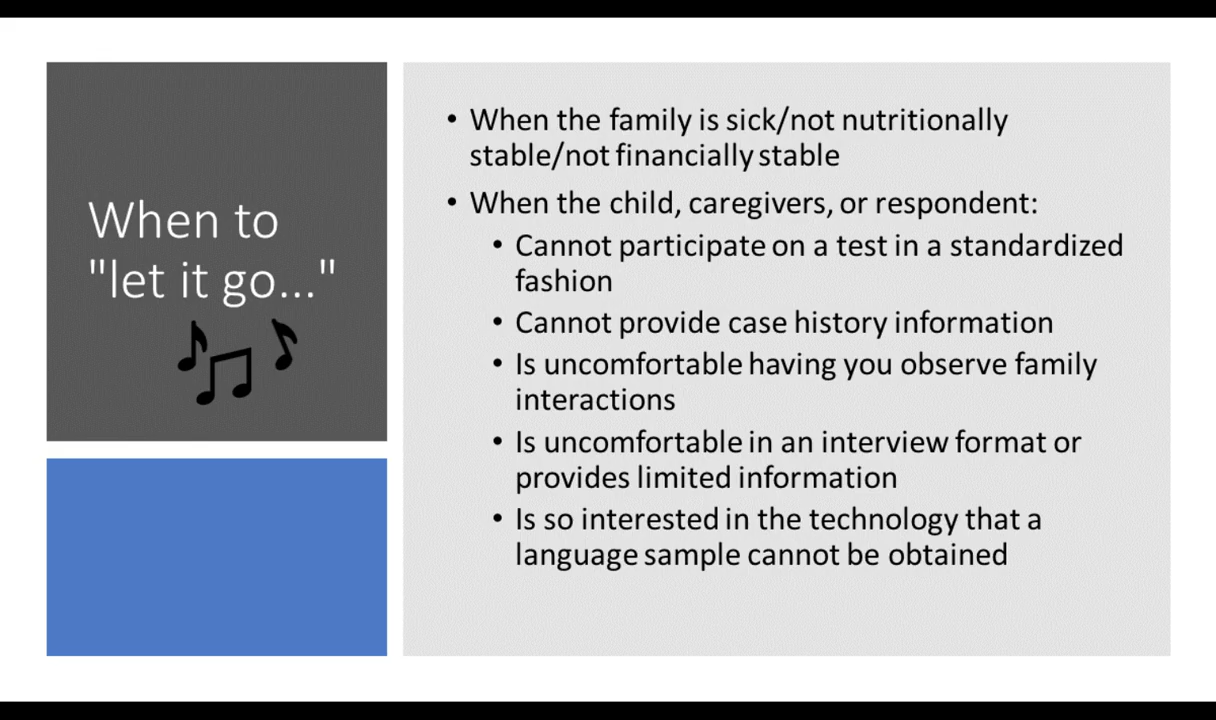 When to
"let it go..."
• When the family is sick/not nutritionally
stable/not financially stable
• When the child, caregivers, or respondent:
• Cannot participate on a test in a standardized
fashion
• Cannot provide case history information
• Is uncomfortable having you observe family
interactions
• Is uncomfortable in an interview format or
provides limited information
• Is so interested in the technology that a
language sample cannot be obtained